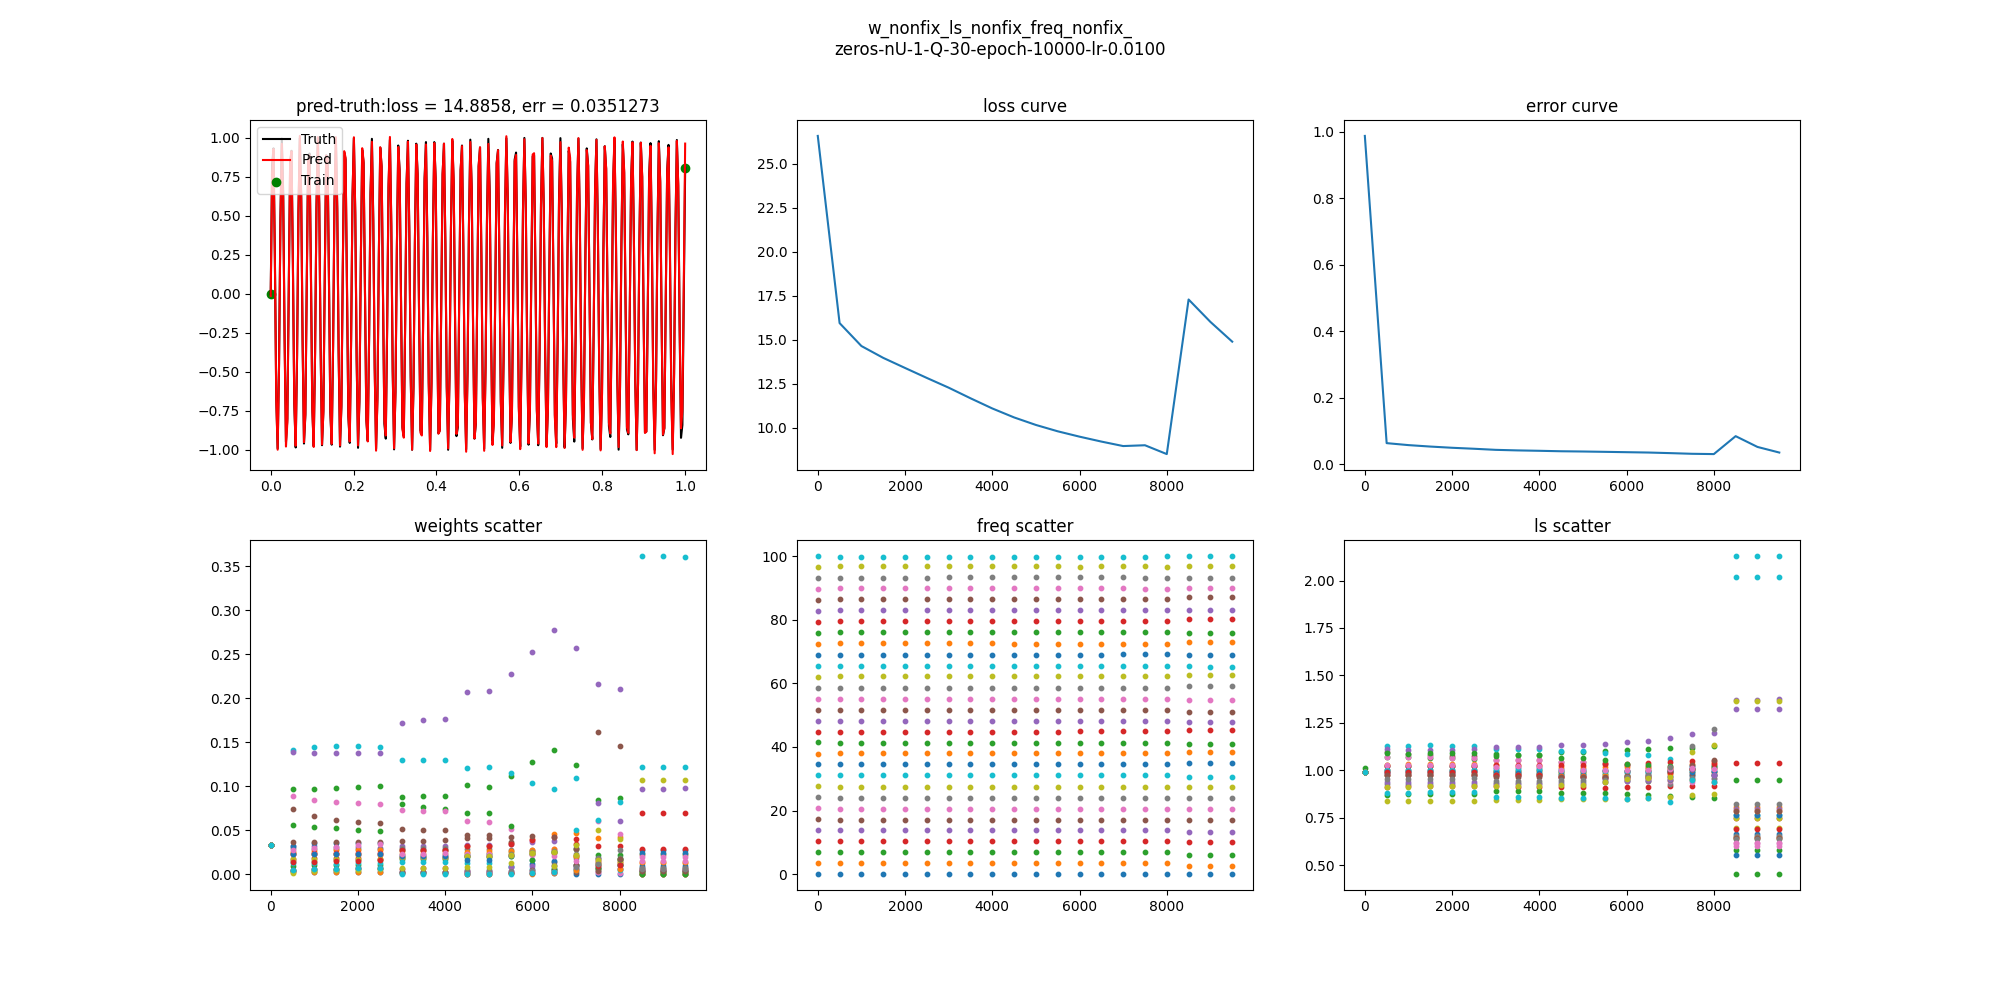 w_nonfix_ls_nonfix_freq_nonfix_
zeros-nU-1-Q-30-epoch-10000-lr-0.0100
pred-truth:loss = 14.8858, err = 0.0351273
Truth
Pred
Train
1.00
0.75
0.50
0.25
0.00
−0.25
−0.50
−0.75
−1.00
0.0 0.2 0.4 0.6 0.8 1.0
loss curve
25.0
22.5
20.0
17.5
15.0
12.5
10.0
0 2000 4000 6000 8000
error curve
1.0
0.8
0.6
0.4
0.2
0.0
0 2000 4000 6000 8000
weights scatter
0.35
0.30
0.25
0.20
0.15
0.10
0.05
0.00
0 2000 4000 6000 8000
freq scatter
100
80
60
40
20
0
0 2000 4000 6000 8000
ls scatter
2.00
1.75
1.50
1.25
1.00
0.75
0.50
0 2000 4000 6000 8000